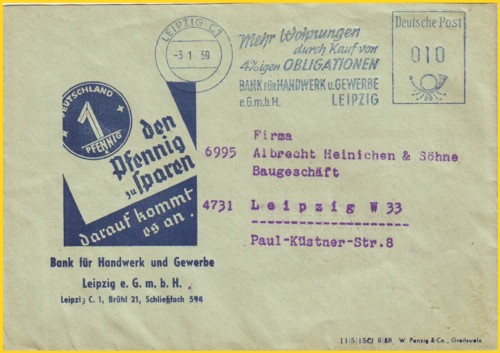 LEIPZIG C1
-3 1 59
Mehr Wohnungen
durch Kauf von
4%igen OBLIGATIONEN
BANK für HANDWERK u. GEWERBE
e.G.m.b.H. LEIPZIG
Deutsche Post
010
DEUTSCHLAND
1
PFENNIG
den
Pfennig
zu sparen
darauf kommt
es an.
Bank für Handwerk und Gewerbe
Leipzig e. G. m. b. H.
Leipzig C. 1, Brühl 21, Schließfach 594
Firma
6995 Albrecht Heinichen & Söhne
Baugeschäft
4731 Leipzig W 33
Paul-Küstner-Str.8
W. Panzig & Co., Greifswald